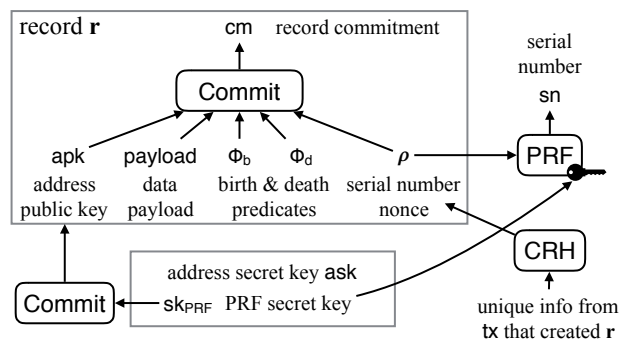 record r
cm record commitment
Commit
apk
address
public key
payload
data
payload
Φb Φd
birth & death
predicates
ρ
serial number
nonce
serial
number
sn
PRF
CRH
unique info from
tx that created r
address secret key ask
skPRF PRF secret key
Commit